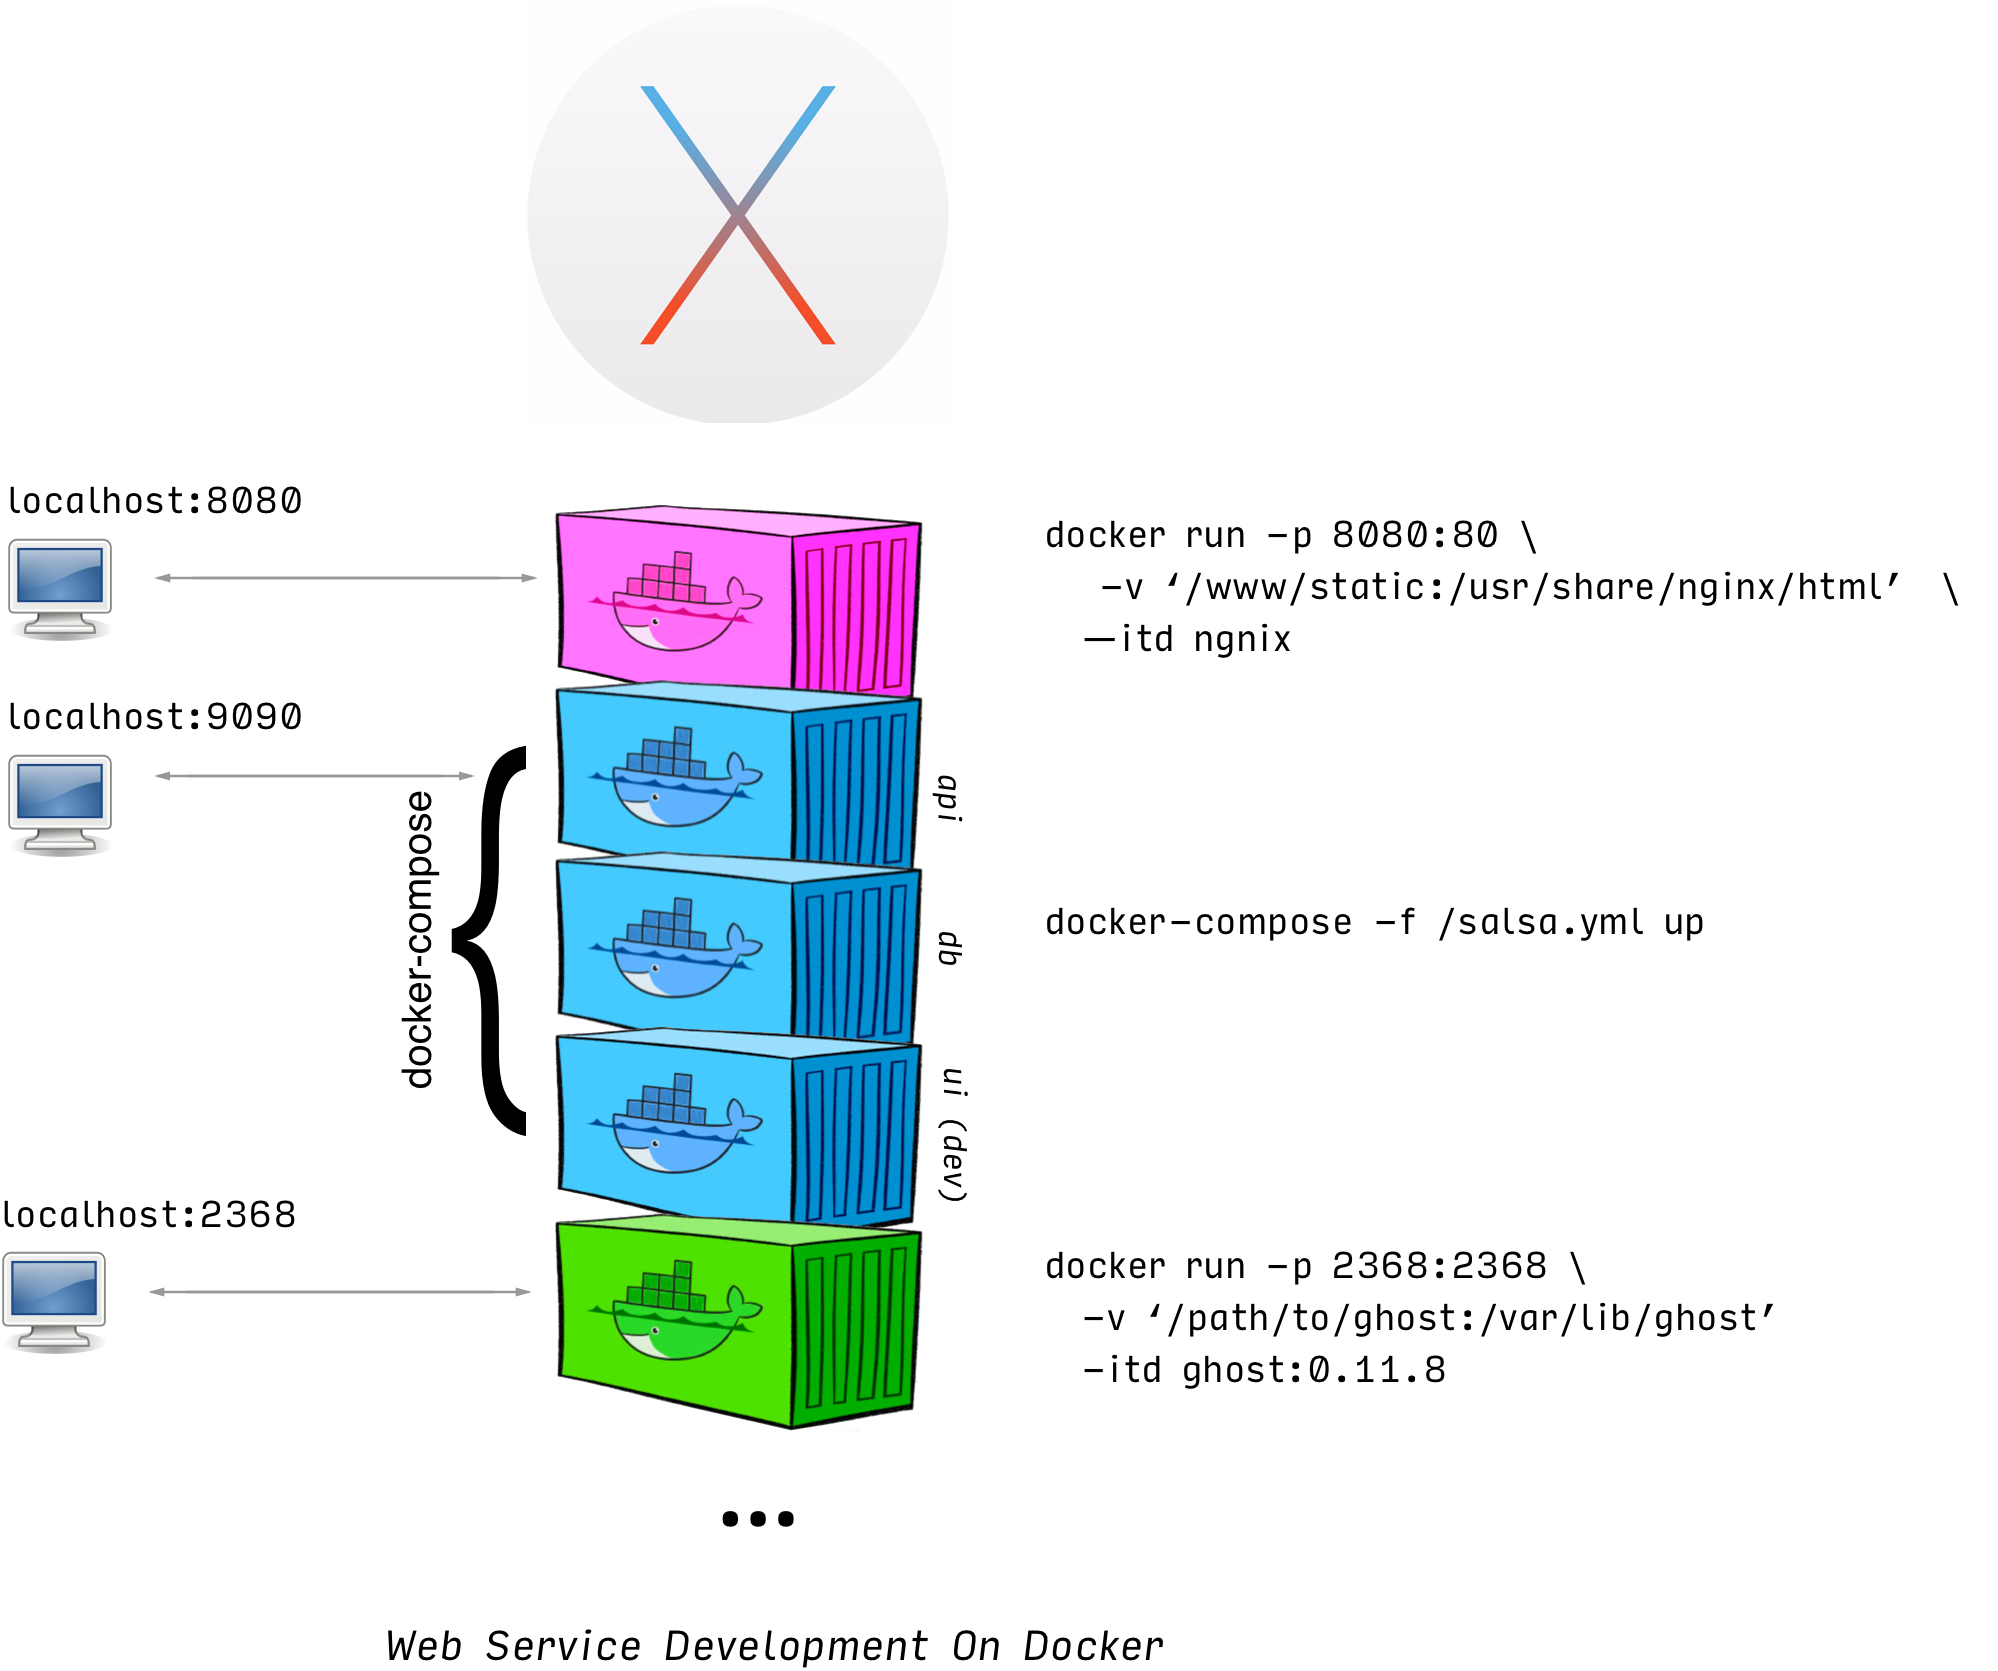 localhost:8080
docker run -p 8080:80 \
-v ‘/www/static:/usr/share/nginx/html’ \
—itd ngnix
localhost:9090
docker-compose
api
db
ui (dev)
docker-compose -f /salsa.yml up
localhost:2368
docker run -p 2368:2368 \
-v ‘/path/to/ghost:/var/lib/ghost’
-itd ghost:0.11.8
...
Web Service Development On Docker